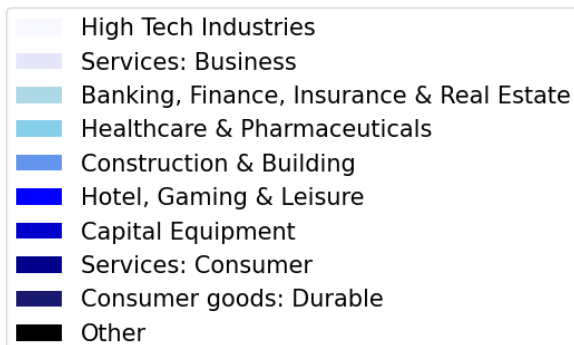 High Tech Industries
Services: Business
Banking, Finance, Insurance & Real Estate
Healthcare & Pharmaceuticals
Construction & Building
Hotel, Gaming & Leisure
Capital Equipment
Services: Consumer
Consumer goods: Durable
Other